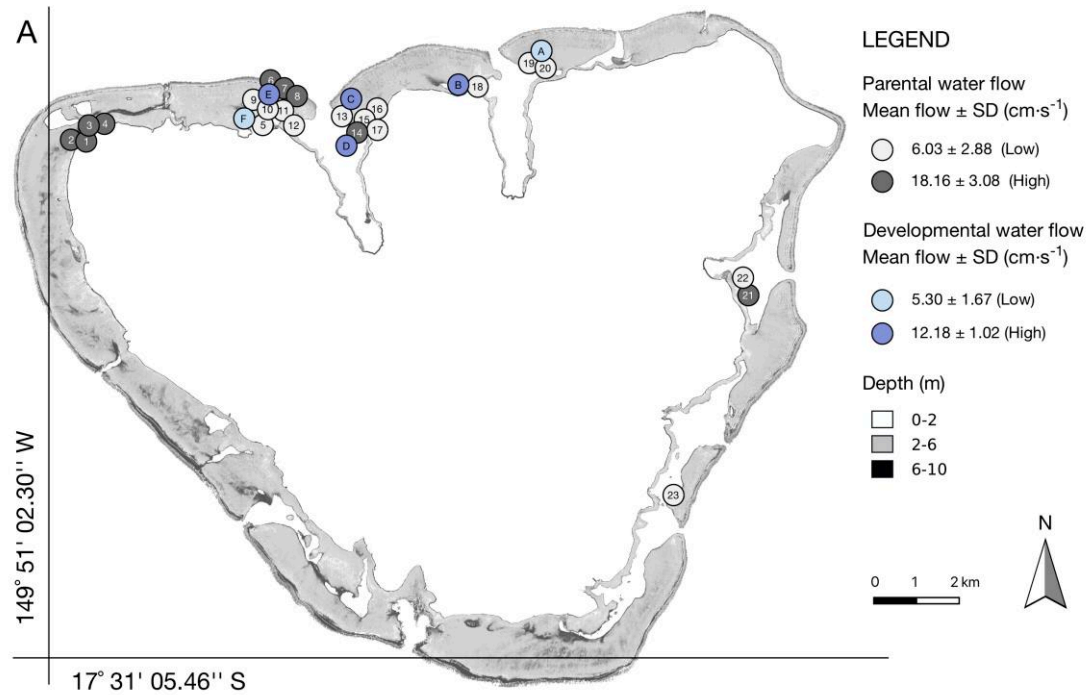 A
LEGEND
Parental water flow
Mean flow ± SD (cm·s⁻¹)
6.03 ± 2.88 (Low)
18.16 ± 3.08 (High)
Developmental water flow
Mean flow ± SD (cm·s⁻¹)
5.30 ± 1.67 (Low)
12.18 ± 1.02 (High)
Depth (m)
0-2
2-6
6-10
N
0 1 2 km
149° 51' 02.30'' W
17° 31' 05.46'' S
A
19
20
B
18
C
13
16
15
14
17
D
6
7
8
E
9
10
11
F
5
12
4
3
2
1
22
21
23